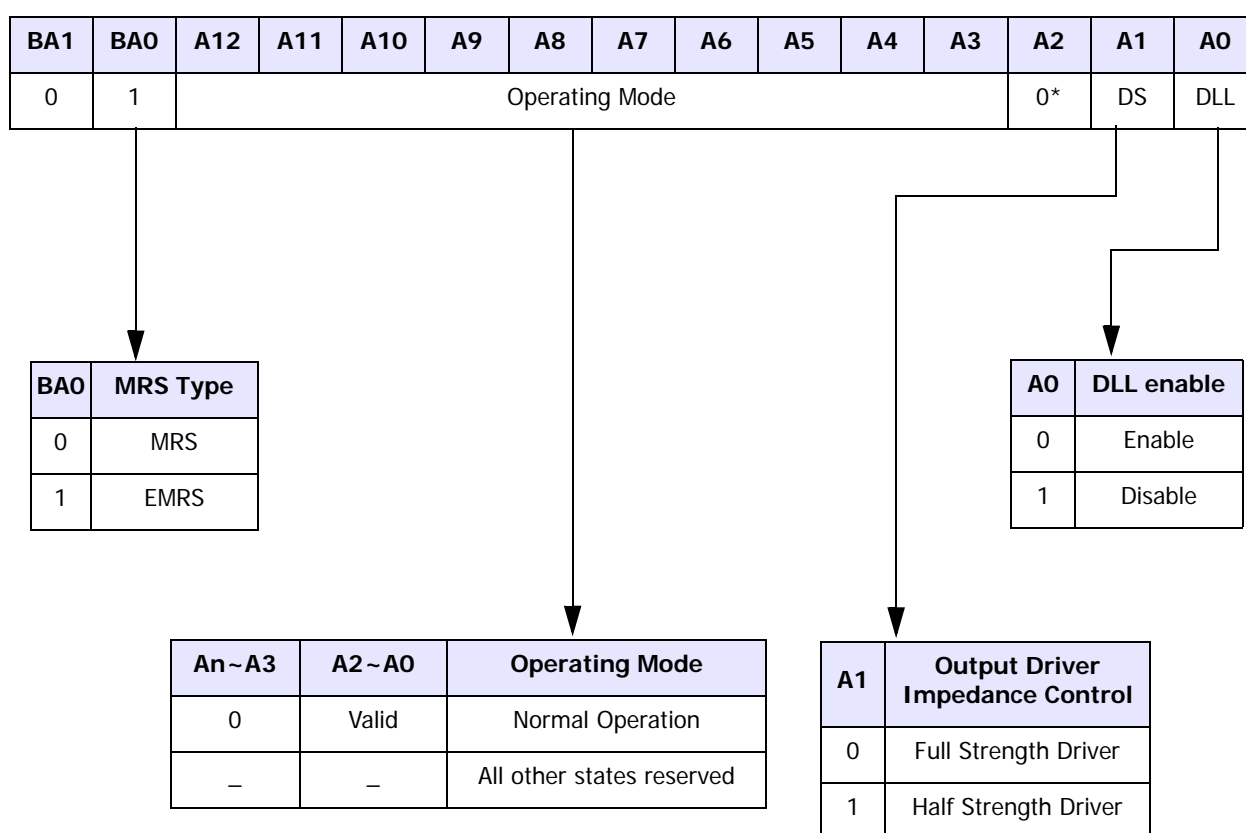 BA1 BA0 A12 A11 A10 A9 A8 A7 A6 A5 A4 A3 A2 A1 A0
0 1 Operating Mode 0* DS DLL
BA0 MRS Type
0 MRS
1 EMRS
A0 DLL enable
0 Enable
1 Disable
An~A3 A2~A0 Operating Mode
0 Valid Normal Operation
_ _ All other states reserved
A1 Output Driver
Impedance Control
0 Full Strength Driver
1 Half Strength Driver